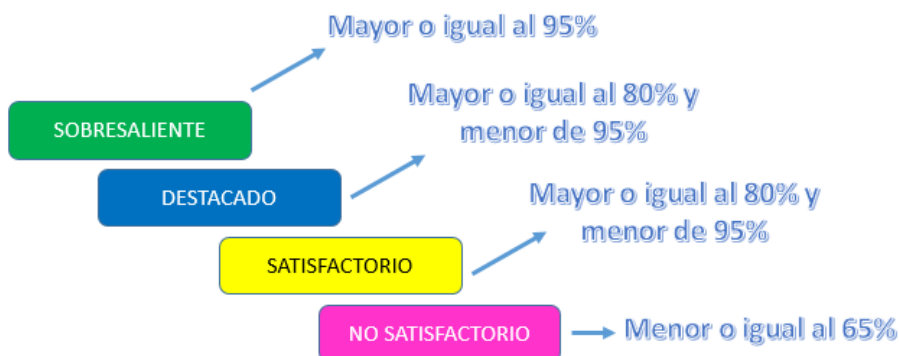 Mayor o igual al 95%
SOBRESALIENTE
Mayor o igual al 80% y
menor de 95%
DESTACADO
Mayor o igual al 80% y
menor de 95%
SATISFACTORIO
NO SATISFACTORIO
Menor o igual al 65%